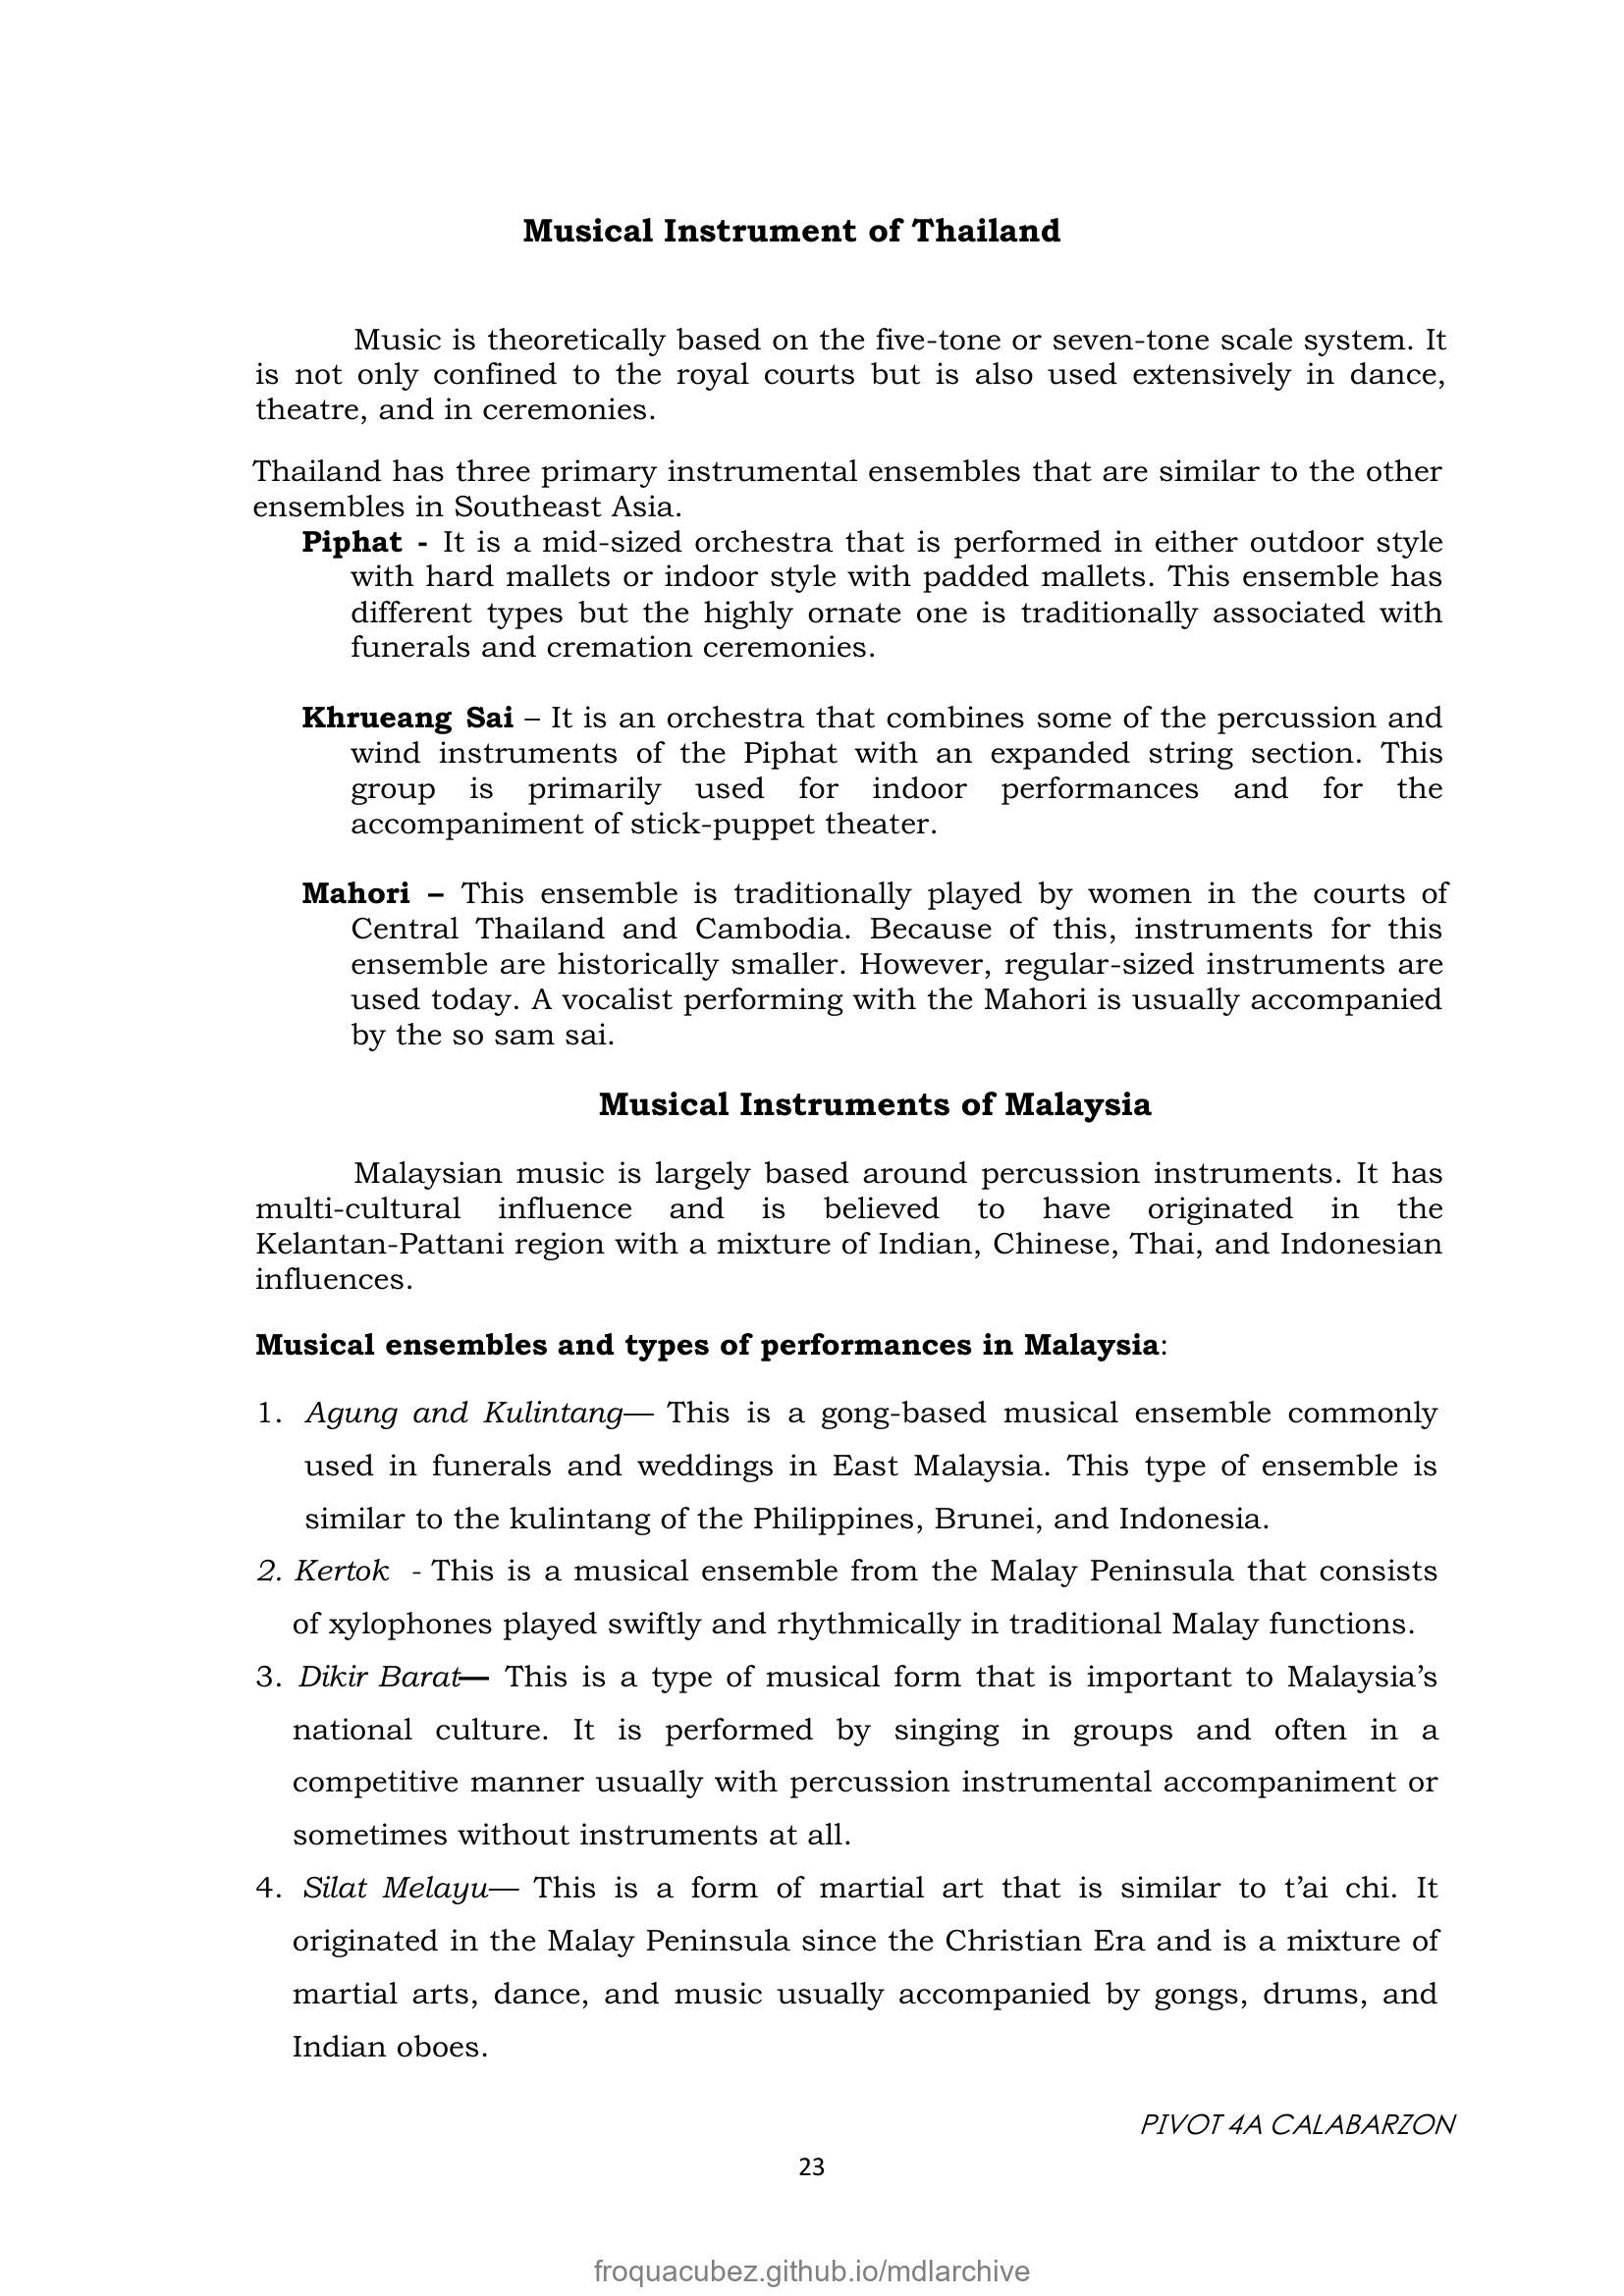 Musical Instrument of Thailand
Music is theoretically based on the five-tone or seven-tone scale system. It
is not only confined to the royal courts but is also used extensively in dance,
theatre, and in ceremonies.
Thailand has three primary instrumental ensembles that are similar to the other
ensembles in Southeast Asia.
Piphat - It is a mid-sized orchestra that is performed in either outdoor style
with hard mallets or indoor style with padded mallets. This ensemble has
different types but the highly ornate one is traditionally associated with
funerals and cremation ceremonies.
Khrueang Sai – It is an orchestra that combines some of the percussion and
wind instruments of the Piphat with an expanded string section. This
group is primarily used for indoor performances and for the
accompaniment of stick-puppet theater.
Mahori – This ensemble is traditionally played by women in the courts of
Central Thailand and Cambodia. Because of this, instruments for this
ensemble are historically smaller. However, regular-sized instruments are
used today. A vocalist performing with the Mahori is usually accompanied
by the so sam sai.
Musical Instruments of Malaysia
Malaysian music is largely based around percussion instruments. It has
multi-cultural influence and is believed to have originated in the
Kelantan-Pattani region with a mixture of Indian, Chinese, Thai, and Indonesian
influences.
Musical ensembles and types of performances in Malaysia:
1. Agung and Kulintang— This is a gong-based musical ensemble commonly
used in funerals and weddings in East Malaysia. This type of ensemble is
similar to the kulintang of the Philippines, Brunei, and Indonesia.
2. Kertok - This is a musical ensemble from the Malay Peninsula that consists
of xylophones played swiftly and rhythmically in traditional Malay functions.
3. Dikir Barat— This is a type of musical form that is important to Malaysia’s
national culture. It is performed by singing in groups and often in a
competitive manner usually with percussion instrumental accompaniment or
sometimes without instruments at all.
4. Silat Melayu— This is a form of martial art that is similar to t’ai chi. It
originated in the Malay Peninsula since the Christian Era and is a mixture of
martial arts, dance, and music usually accompanied by gongs, drums, and
Indian oboes.
PIVOT 4A CALABARZON
23
froquacubez.github.io/mdlarchive